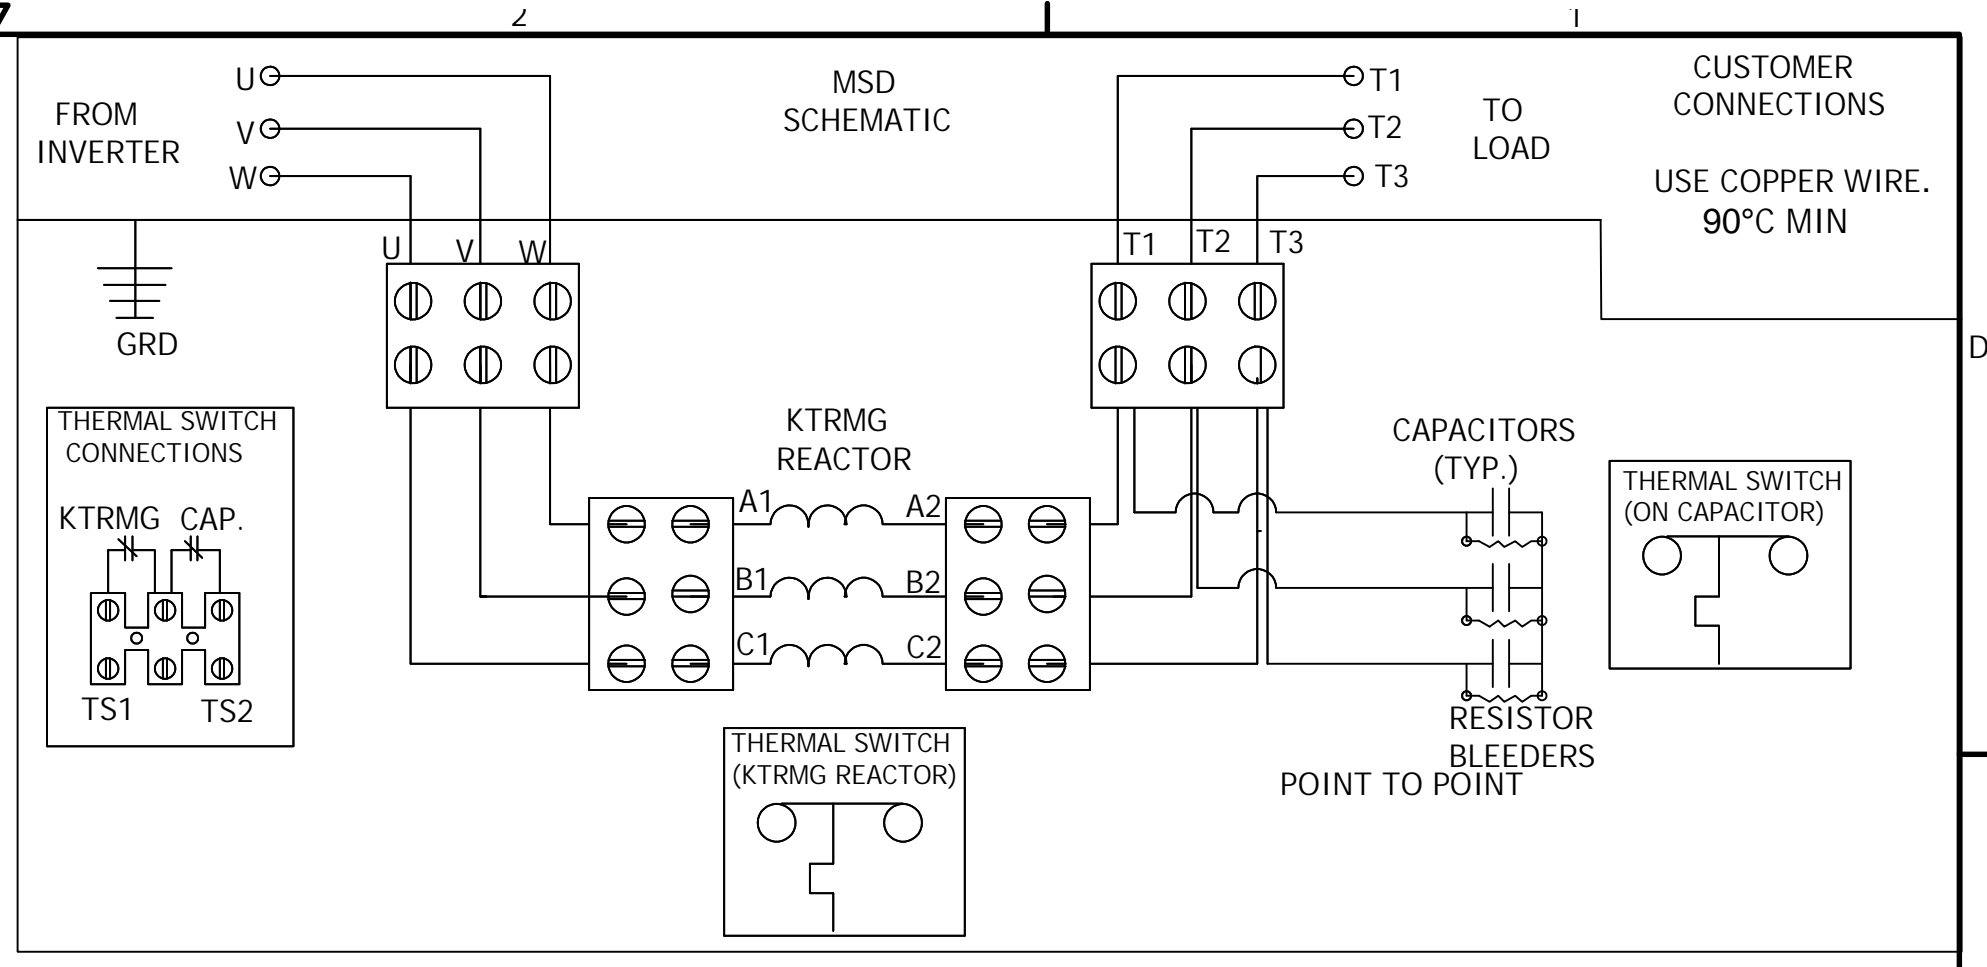 2
1
U
V
W
FROM
INVERTER
MSD
SCHEMATIC
T1
T2
T3
TO
LOAD
CUSTOMER
CONNECTIONS
USE COPPER WIRE.
90°C MIN
GRD
U V W
T1 T2 T3
D
THERMAL SWITCH
CONNECTIONS
KTRMG CAP.
TS1 TS2
KTRMG
REACTOR
A1 A2
B1 B2
C1 C2
CAPACITORS
(TYP.)
RESISTOR
BLEEDERS
POINT TO POINT
THERMAL SWITCH
(ON CAPACITOR)
THERMAL SWITCH
(KTRMG REACTOR)